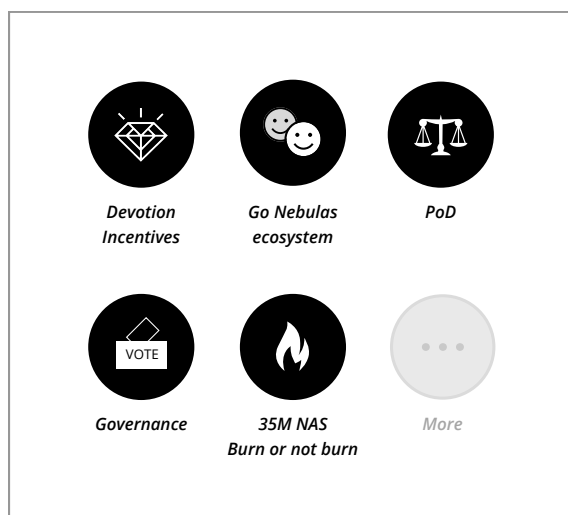 Devotion
Incentives
Go Nebulas
ecosystem
PoD
VOTE
Governance
35M NAS
Burn or not burn
More